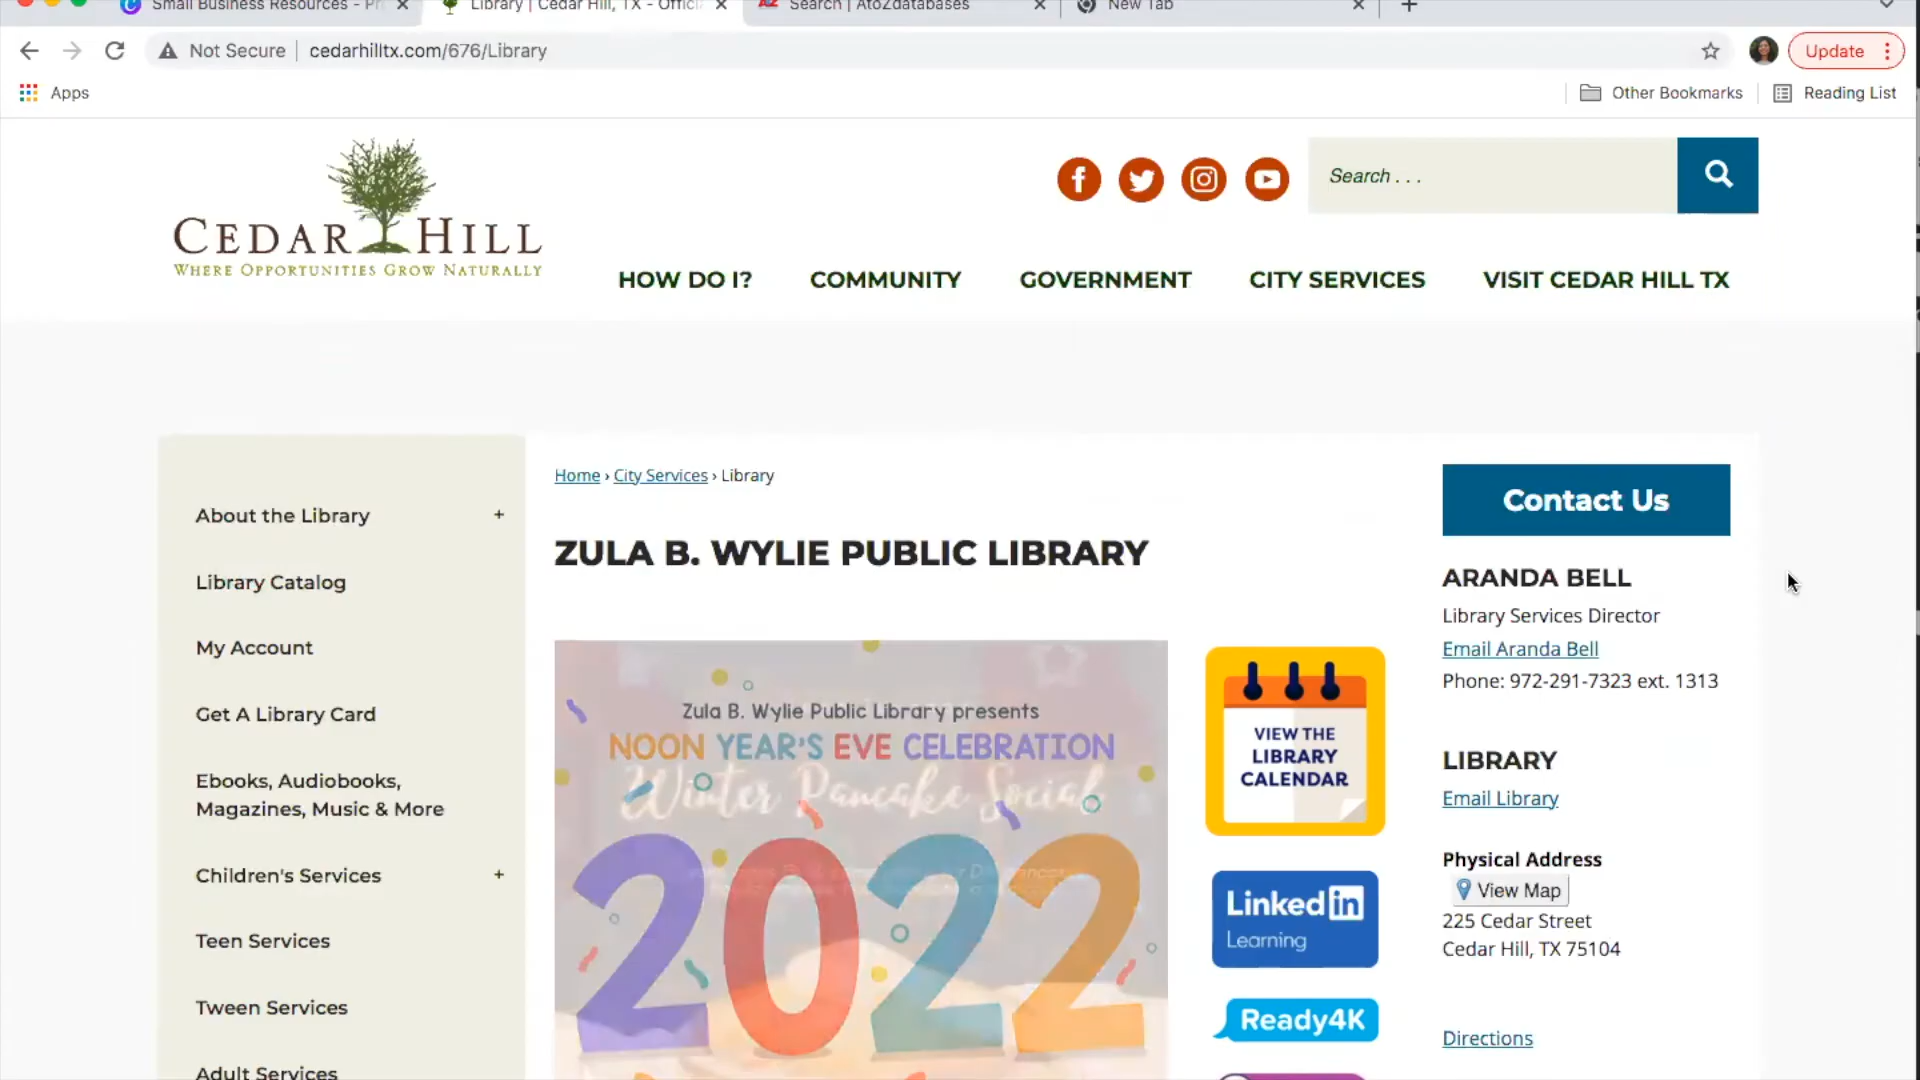 Small Business Resources - Pr
Library | Cedar Hill, TX - Offici
Search | AtoZdatabases
New Tab
Not Secure
cedarhilltx.com/676/Library
Update
Apps
Other Bookmarks
Reading List
CEDAR HILL
WHERE OPPORTUNITIES GROW NATURALLY
Search . . .
HOW DO I?
COMMUNITY
GOVERNMENT
CITY SERVICES
VISIT CEDAR HILL TX
About the Library +
Library Catalog
My Account
Get A Library Card
Ebooks, Audiobooks,
Magazines, Music & More
Children's Services +
Teen Services
Tween Services
Adult Services
Home › City Services › Library
ZULA B. WYLIE PUBLIC LIBRARY
Zula B. Wylie Public Library presents
NOON YEAR'S EVE CELEBRATION
Winter Pancake Social
2022
VIEW THE
LIBRARY
CALENDAR
Linked in
Learning
Ready4K
Contact Us
ARANDA BELL
Library Services Director
Email Aranda Bell
Phone: 972-291-7323 ext. 1313
LIBRARY
Email Library
Physical Address
View Map
225 Cedar Street
Cedar Hill, TX 75104
Directions